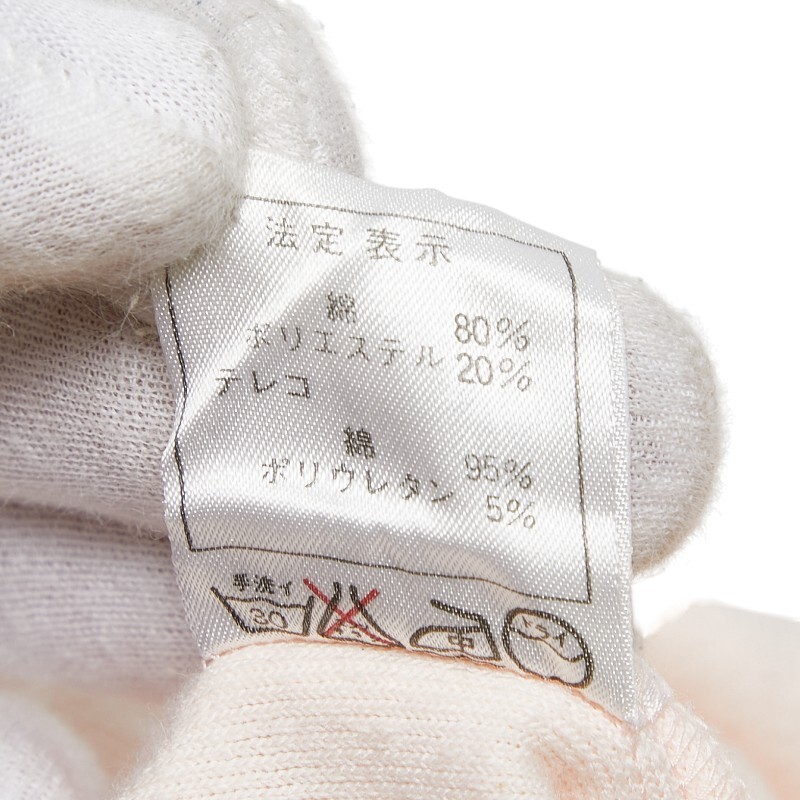 法定表示
綿 80%
ポリエステル 20%
テレコ
綿 95%
ポリウレタン 5%
手洗イ
30
中
ドライ